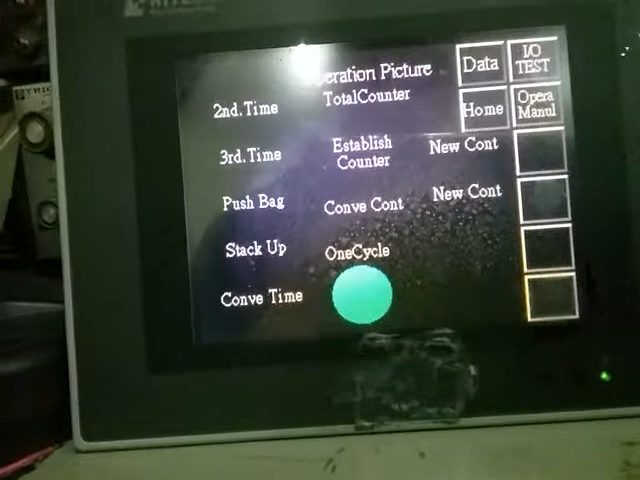 Operation Picture
Data
I/O
TEST
2nd.Time
TotalCounter
Home
Opera
Manul
3rd.Time
Establish
Counter
New Cont
Push Bag
Conve Cont
New Cont
Stack Up
OneCycle
Conve Time